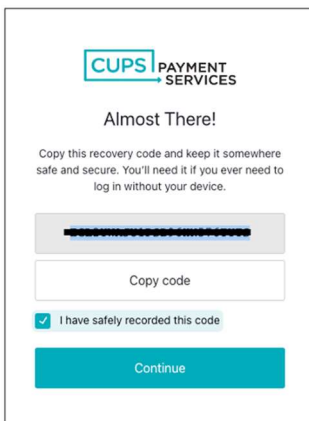 CUPS PAYMENT
SERVICES
Almost There!
Copy this recovery code and keep it somewhere
safe and secure. You'll need it if you ever need to
log in without your device.
Copy code
I have safely recorded this code
Continue